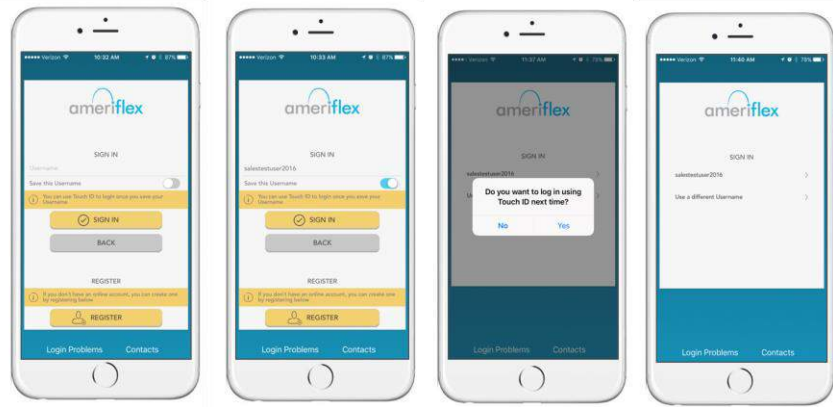 Verizon 10:32 AM 87%
ameriflex
SIGN IN
Username
Save this Username
You can use Touch ID to login once you save your
Username
SIGN IN
BACK
REGISTER
If you don't have an online account, you can create one
by registering below
REGISTER
Login Problems Contacts
Verizon 10:33 AM 87%
ameriflex
SIGN IN
salestestuser2016
Save this Username
You can use Touch ID to login once you save your
Username
SIGN IN
BACK
REGISTER
If you don't have an online account, you can create one
by registering below
REGISTER
Login Problems Contacts
Verizon 11:37 AM 75%
ameriflex
SIGN IN
salestestuser2016
Do you want to log in using
Touch ID next time?
No Yes
Login Problems Contacts
Verizon 11:40 AM 75%
ameriflex
SIGN IN
salestestuser2016
Use a different Username
Login Problems Contacts